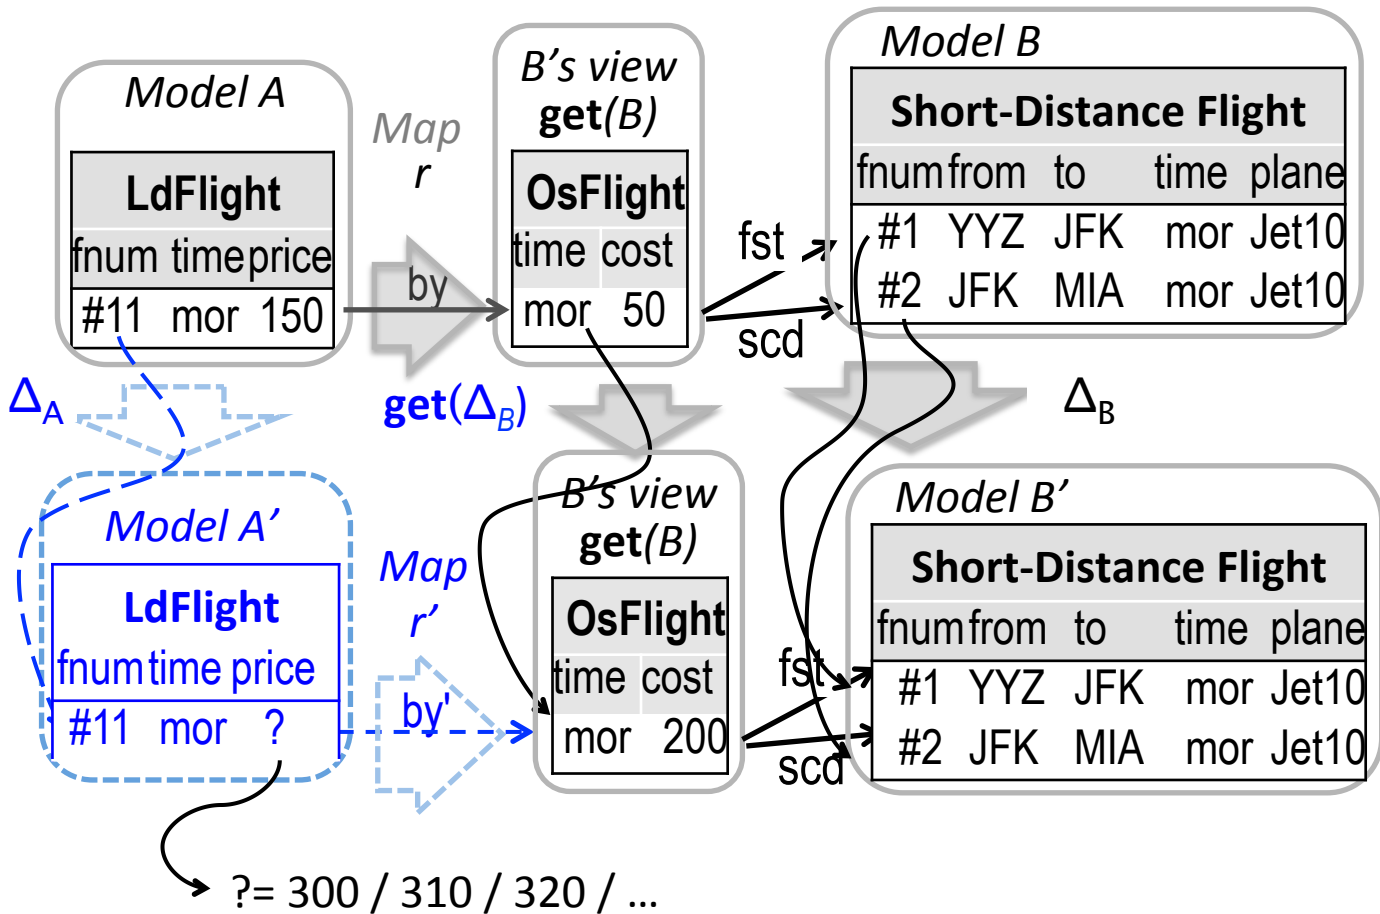 Model A
LdFlight
fnum time price
#11 mor 150
Map
r
by
B's view
get(B)
OsFlight
time cost
mor 50
fst
scd
Model B
Short-Distance Flight
fnum from to time plane
#1 YYZ JFK mor Jet10
#2 JFK MIA mor Jet10
ΔA
get(ΔB)
ΔB
Model A’
LdFlight
fnum time price
#11 mor ?
Map
r’
by'
B’s view
get(B)
OsFlight
time cost
mor 200
fst
scd
Model B’
Short-Distance Flight
fnum from to time plane
#1 YYZ JFK mor Jet10
#2 JFK MIA mor Jet10
?= 300 / 310 / 320 / ...